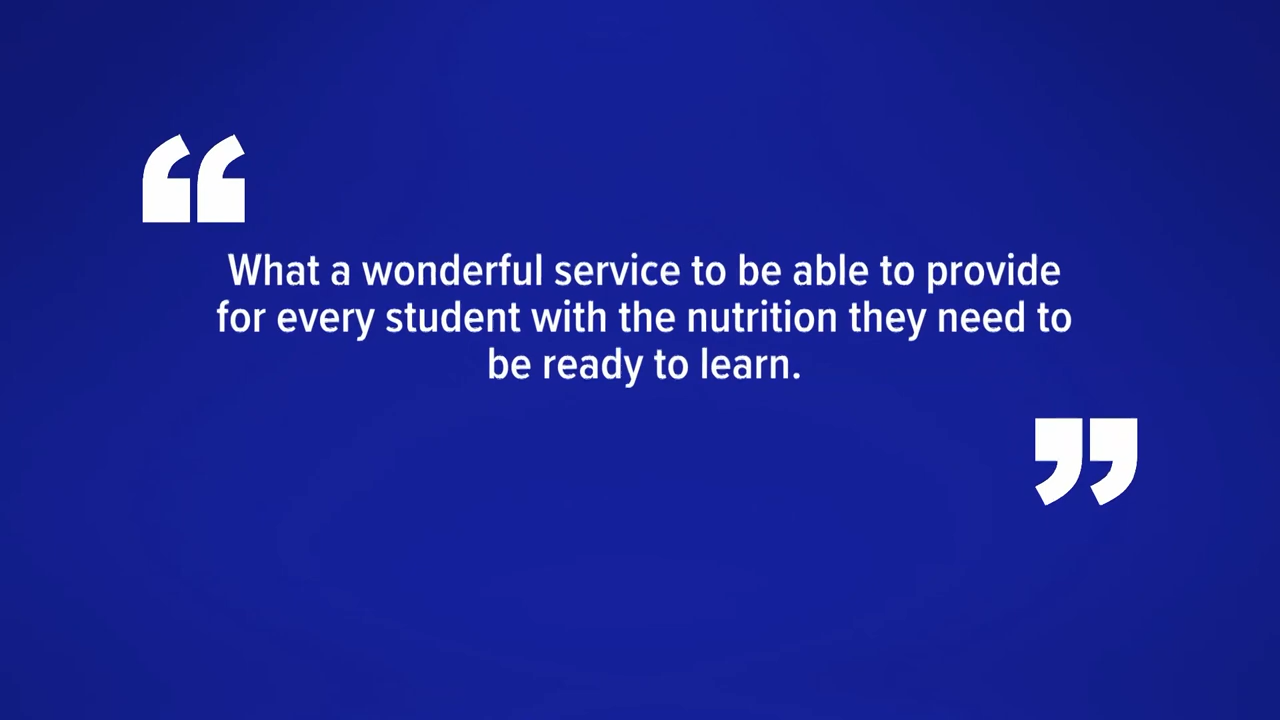 “
What a wonderful service to be able to provide
for every student with the nutrition they need to
be ready to learn.
”